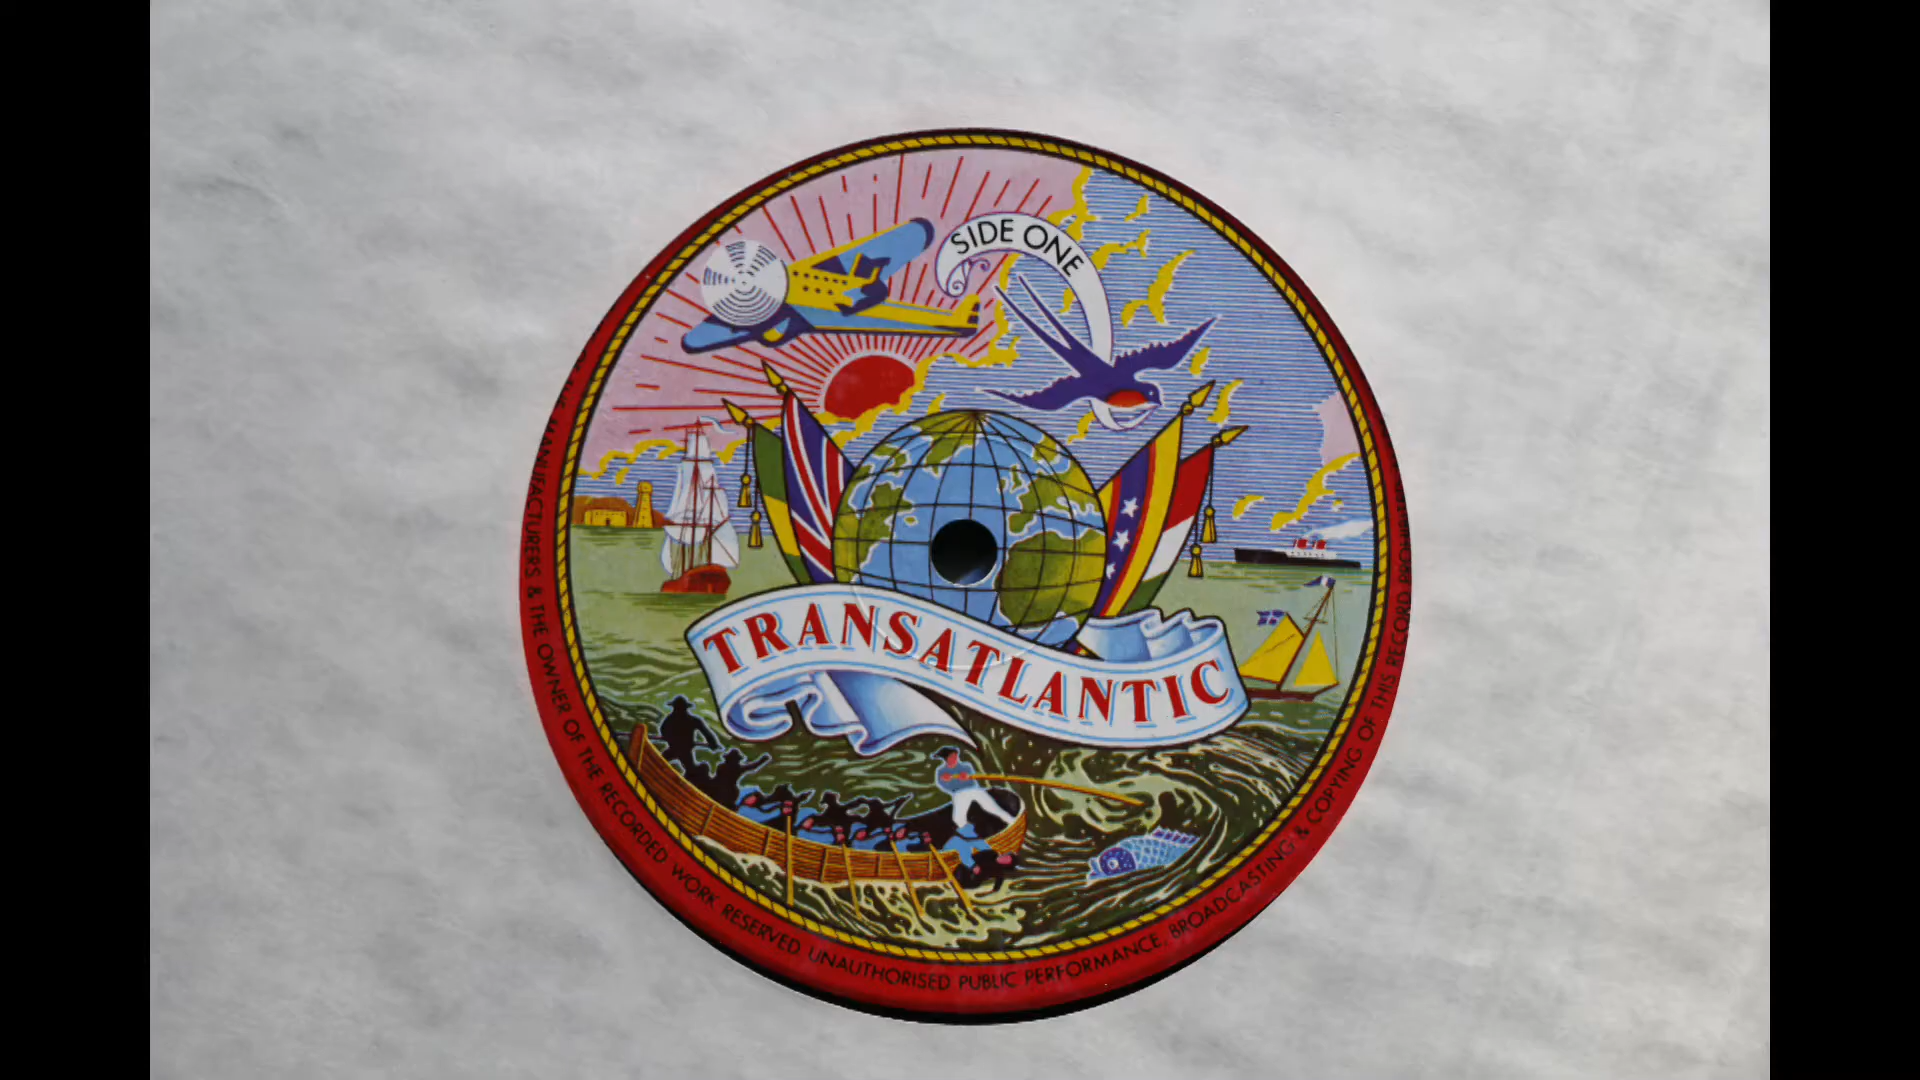 SIDE ONE
TRANSATLANTIC
MANUFACTURERS & THE OWNER OF THE RECORDED WORK RESERVED. UNAUTHORISED PUBLIC PERFORMANCE, BROADCASTING & COPYING OF THIS RECORD PROHIBITED